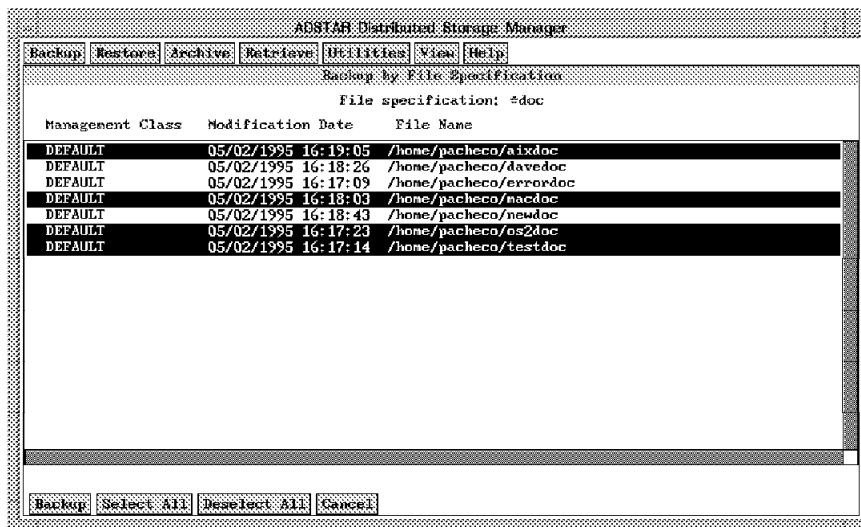 ADSTAR Distributed Storage Manager
Backup Restore Archive Retrieve Utilities View Help
Backup by File Specification
File specification: *doc
Management Class Modification Date File Name
DEFAULT 05/02/1995 16:19:05 /home/pacheco/aixdoc
DEFAULT 05/02/1995 16:18:26 /home/pacheco/davedoc
DEFAULT 05/02/1995 16:17:09 /home/pacheco/errordoc
DEFAULT 05/02/1995 16:18:03 /home/pacheco/macdoc
DEFAULT 05/02/1995 16:18:43 /home/pacheco/newdoc
DEFAULT 05/02/1995 16:17:23 /home/pacheco/os2doc
DEFAULT 05/02/1995 16:17:14 /home/pacheco/testdoc
Backup Select All Deselect All Cancel